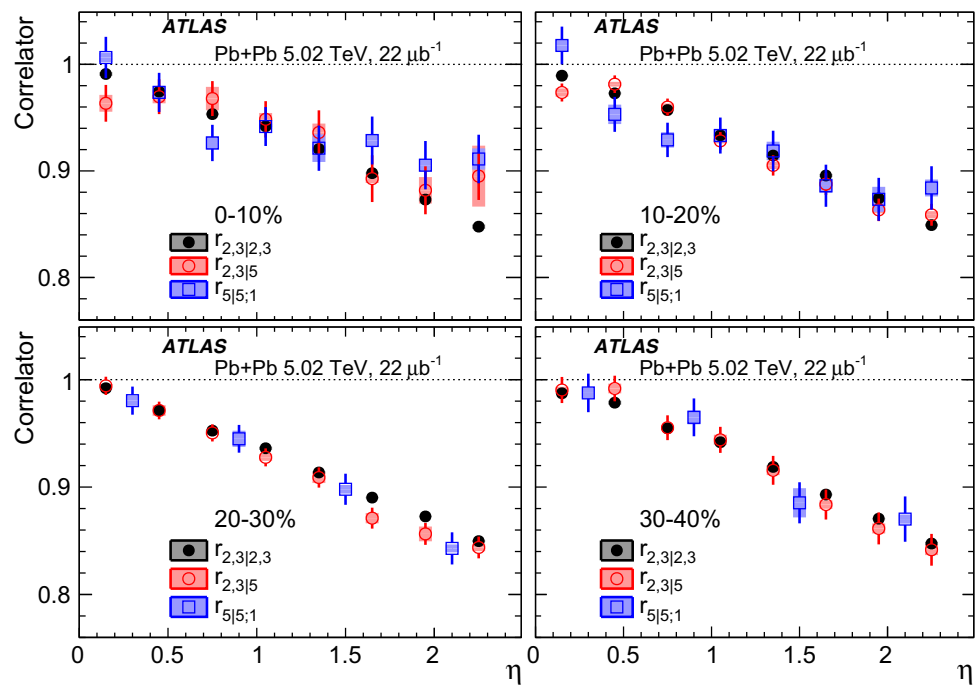 ATLAS
Pb+Pb 5.02 TeV, 22 μb⁻¹
Correlator
1
0.9
0.8
0-10%
r2,3|2,3
r2,3|5
r5|5;1
ATLAS
Pb+Pb 5.02 TeV, 22 μb⁻¹
10-20%
r2,3|2,3
r2,3|5
r5|5;1
ATLAS
Pb+Pb 5.02 TeV, 22 μb⁻¹
Correlator
1
0.9
0.8
20-30%
r2,3|2,3
r2,3|5
r5|5;1
0 0.5 1 1.5 2
η
ATLAS
Pb+Pb 5.02 TeV, 22 μb⁻¹
30-40%
r2,3|2,3
r2,3|5
r5|5;1
0.5 1 1.5 2
η